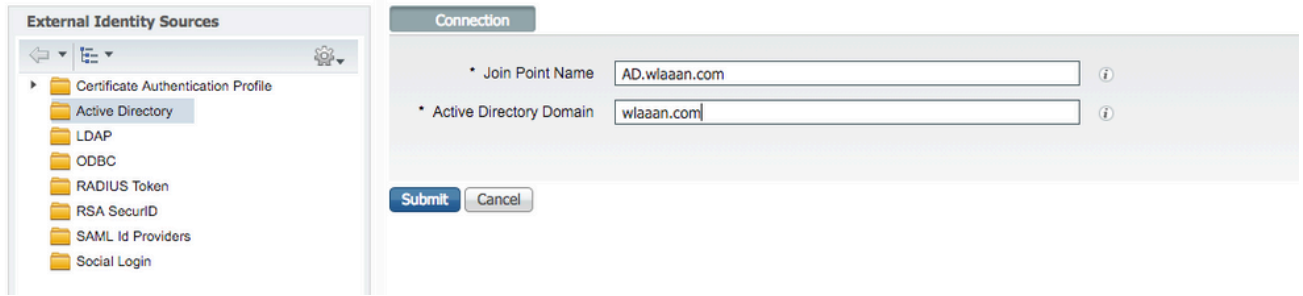 External Identity Sources
Certificate Authentication Profile
Active Directory
LDAP
ODBC
RADIUS Token
RSA SecurID
SAML Id Providers
Social Login
Connection
* Join Point Name AD.wlaaan.com
* Active Directory Domain wlaaan.com
Submit Cancel